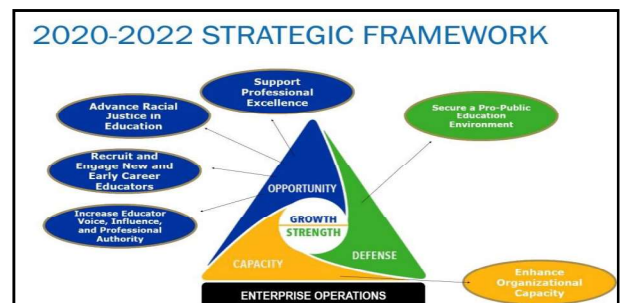 2020-2022 STRATEGIC FRAMEWORK
Support
Professional
Excellence
Advance Racial
Justice in
Education
Secure a Pro-Public
Education
Environment
Recruit and
Engage New and
Early Career
Educators
OPPORTUNITY
Increase Educator
Voice, Influence,
and Professional
Authority
GROWTH
STRENGTH
CAPACITY
DEFENSE
Enhance
Organizational
Capacity
ENTERPRISE OPERATIONS